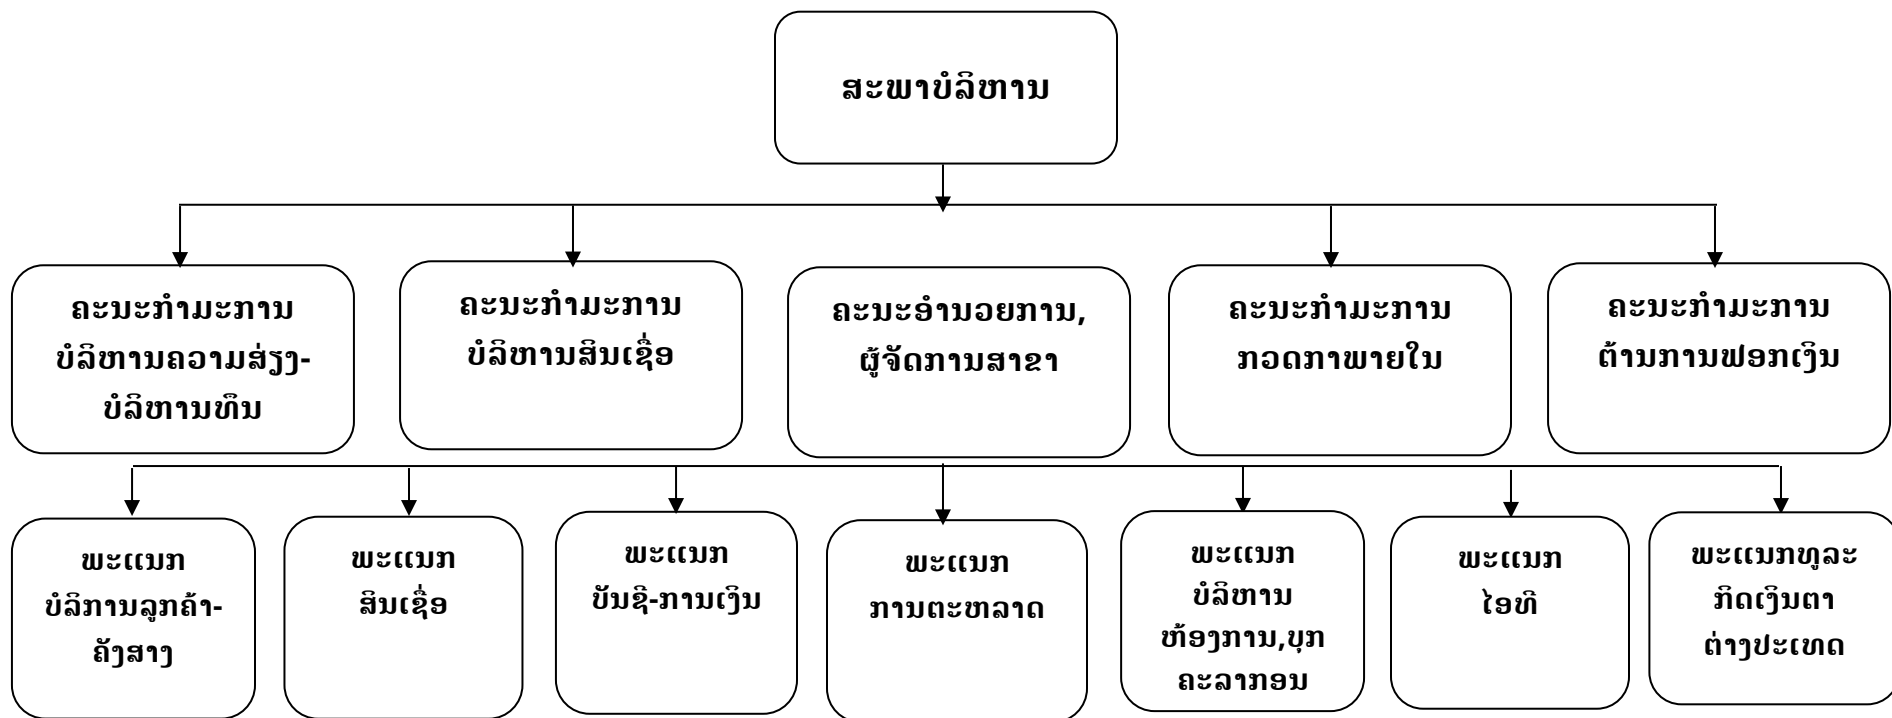 ສະພາບໍລິຫານ
ຄະນະກຳມະການ
ບໍລິຫານຄວາມສ່ຽງ-
ບໍລິຫານທຶນ
ຄະນະກຳມະການ
ບໍລິຫານສິນເຊື່ອ
ຄະນະອຳນວຍການ,
ຜູ້ຈັດການສາຂາ
ຄະນະກຳມະການ
ກວດກາພາຍໃນ
ຄະນະກຳມະການ
ຕ້ານການຟອກເງິນ
ພະແນກ
ບໍລິການລູກຄ້າ-
ຄັງສາງ
ພະແນກ
ສິນເຊື່ອ
ພະແນກ
ບັນຊີ-ການເງິນ
ພະແນກ
ການຕະຫລາດ
ພະແນກ
ບໍລິຫານ
ຫ້ອງການ,ບຸກ
ຄະລາກອນ
ພະແນກ
ໄອທີ
ພະແນກທູລະ
ກິດເງິນຕາ
ຕ່າງປະເທດ